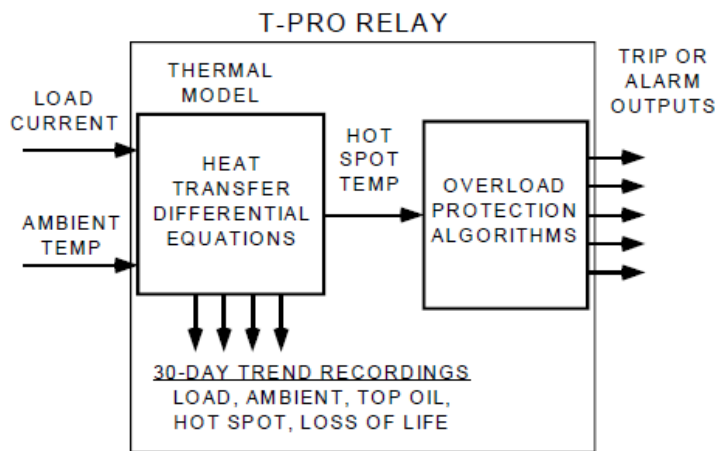 T-PRO RELAY
THERMAL
MODEL
LOAD
CURRENT
AMBIENT
TEMP
HEAT
TRANSFER
DIFFERENTIAL
EQUATIONS
HOT
SPOT
TEMP
OVERLOAD
PROTECTION
ALGORITHMS
TRIP OR
ALARM
OUTPUTS
30-DAY TREND RECORDINGS
LOAD, AMBIENT, TOP OIL,
HOT SPOT, LOSS OF LIFE